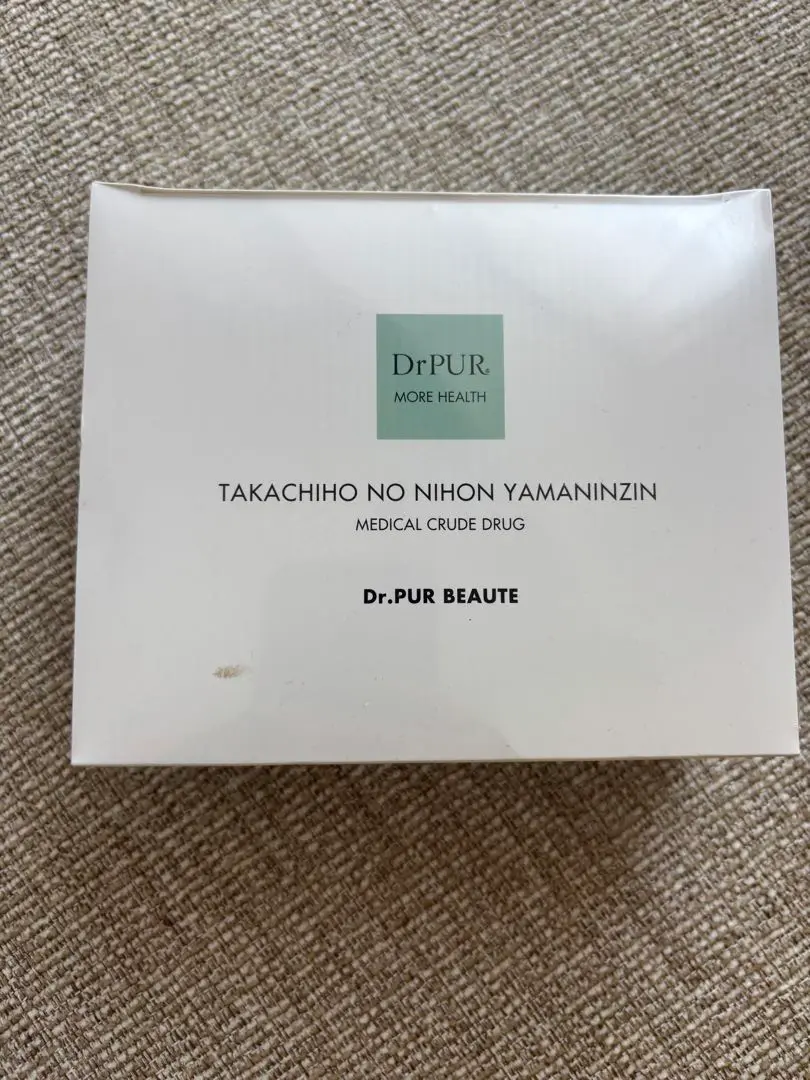 DrPUR®
MORE HEALTH
TAKACHIHO NO NIHON YAMANINZIN
MEDICAL CRUDE DRUG
Dr.PUR BEAUTE